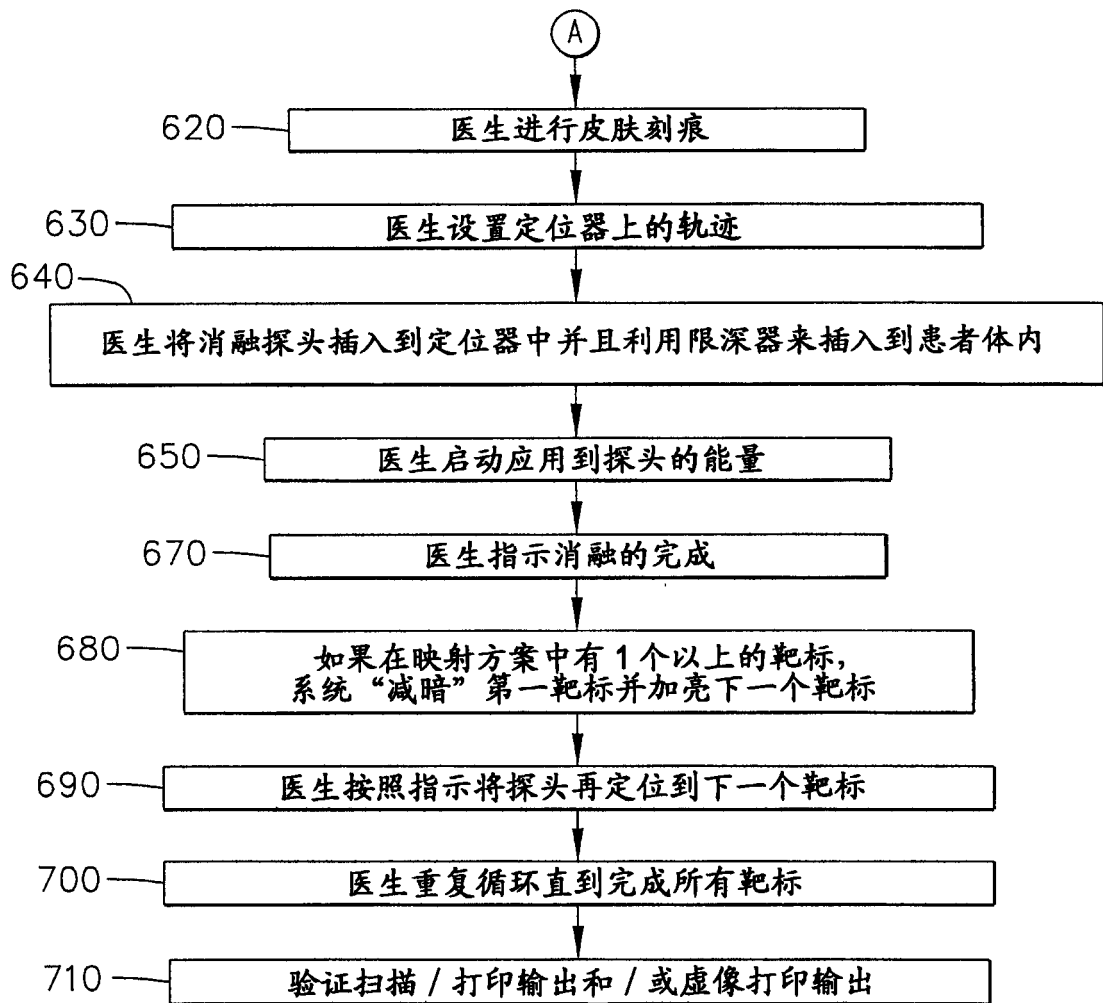 A
620
医生进行皮肤刻痕
630
医生设置定位器上的轨迹
640
医生将消融探头插入到定位器中并且利用限深器来插入到患者体内
650
医生启动应用到探头的能量
670
医生指示消融的完成
680
如果在映射方案中有1个以上的靶标,
系统“减暗”第一靶标并加亮下一个靶标
690
医生按照指示将探头再定位到下一个靶标
700
医生重复循环直到完成所有靶标
710
验证扫描/打印输出和/或虚像打印输出